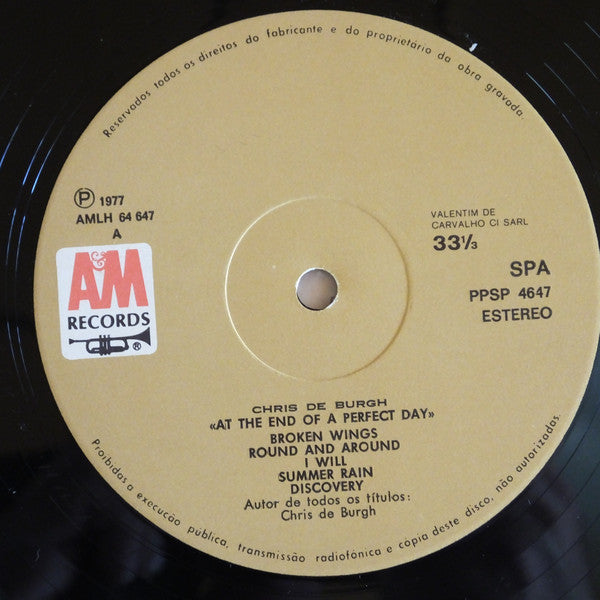 Reservados todos os direitos do fabricante e do proprietário da obra gravada.
Ⓟ 1977
AMLH 64 647
A
A&M
RECORDS
®
VALENTIM DE
CARVALHO CI SARL
33 1/3
SPA
PPSP 4647
ESTEREO
CHRIS DE BURGH
«AT THE END OF A PERFECT DAY»
BROKEN WINGS
ROUND AND AROUND
I WILL
SUMMER RAIN
DISCOVERY
Autor de todos os títulos:
Chris de Burgh
Proibidas a execução pública, transmissão radiofónica e cópia deste disco, não autorizadas.